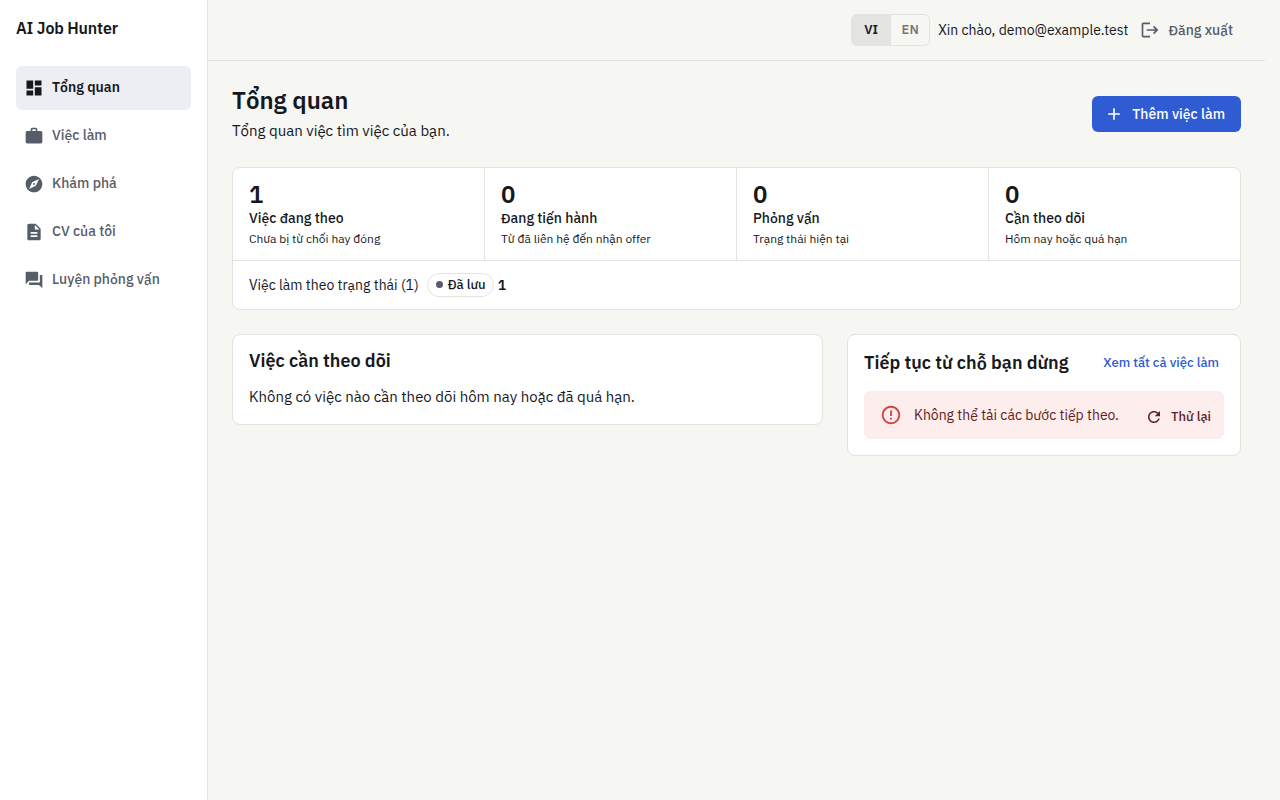 AI Job Hunter
VI EN Xin chào, demo@example.test Đăng xuất
Tổng quan
Việc làm
Khám phá
CV của tôi
Luyện phỏng vấn
Tổng quan
Tổng quan việc tìm việc của bạn.
Thêm việc làm
1
Việc đang theo
Chưa bị từ chối hay đóng
0
Đang tiến hành
Từ đã liên hệ đến nhận offer
0
Phỏng vấn
Trạng thái hiện tại
0
Cần theo dõi
Hôm nay hoặc quá hạn
Việc làm theo trạng thái (1) Đã lưu 1
Việc cần theo dõi
Không có việc nào cần theo dõi hôm nay hoặc đã quá hạn.
Tiếp tục từ chỗ bạn dừng Xem tất cả việc làm
Không thể tải các bước tiếp theo. Thử lại